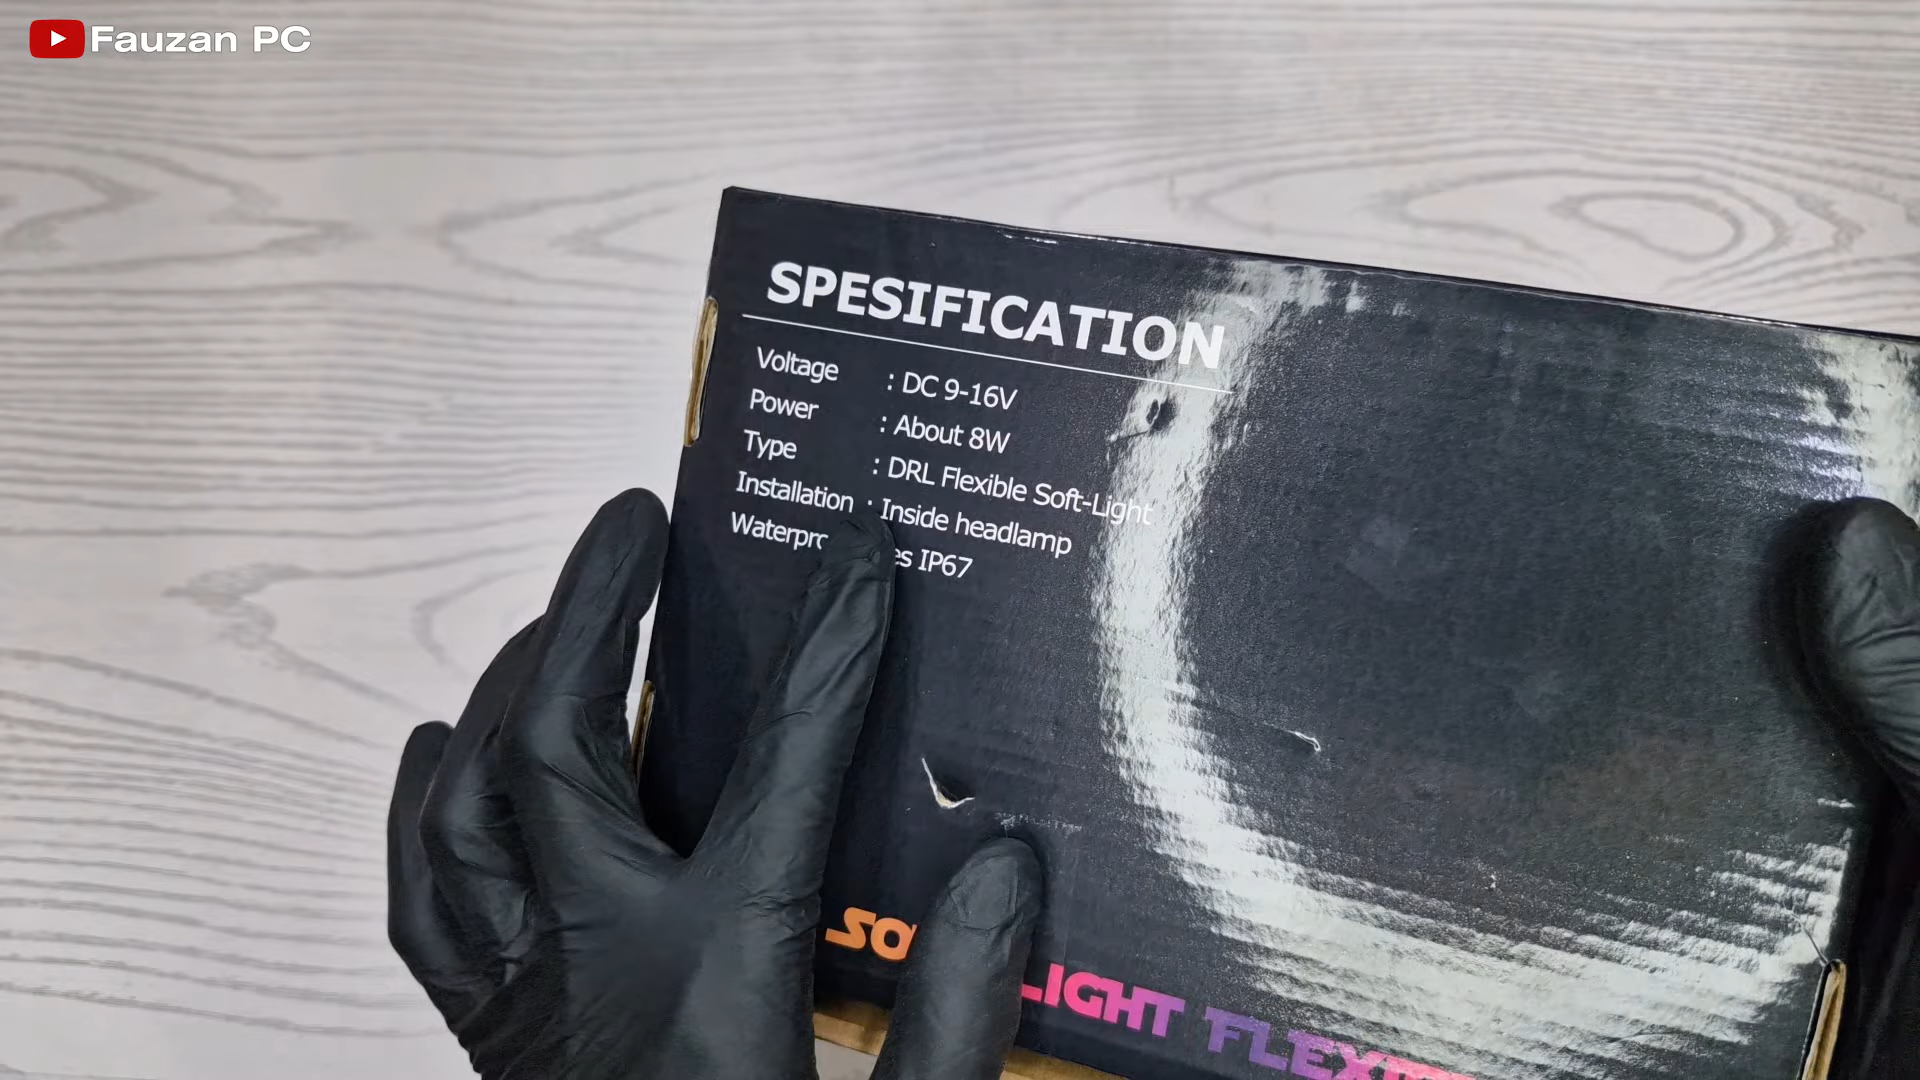 Fauzan PC
SPESIFICATION
Voltage : DC 9-16V
Power : About 8W
Type : DRL Flexible Soft-Light
Installation : Inside headlamp
IP67
LIGHT